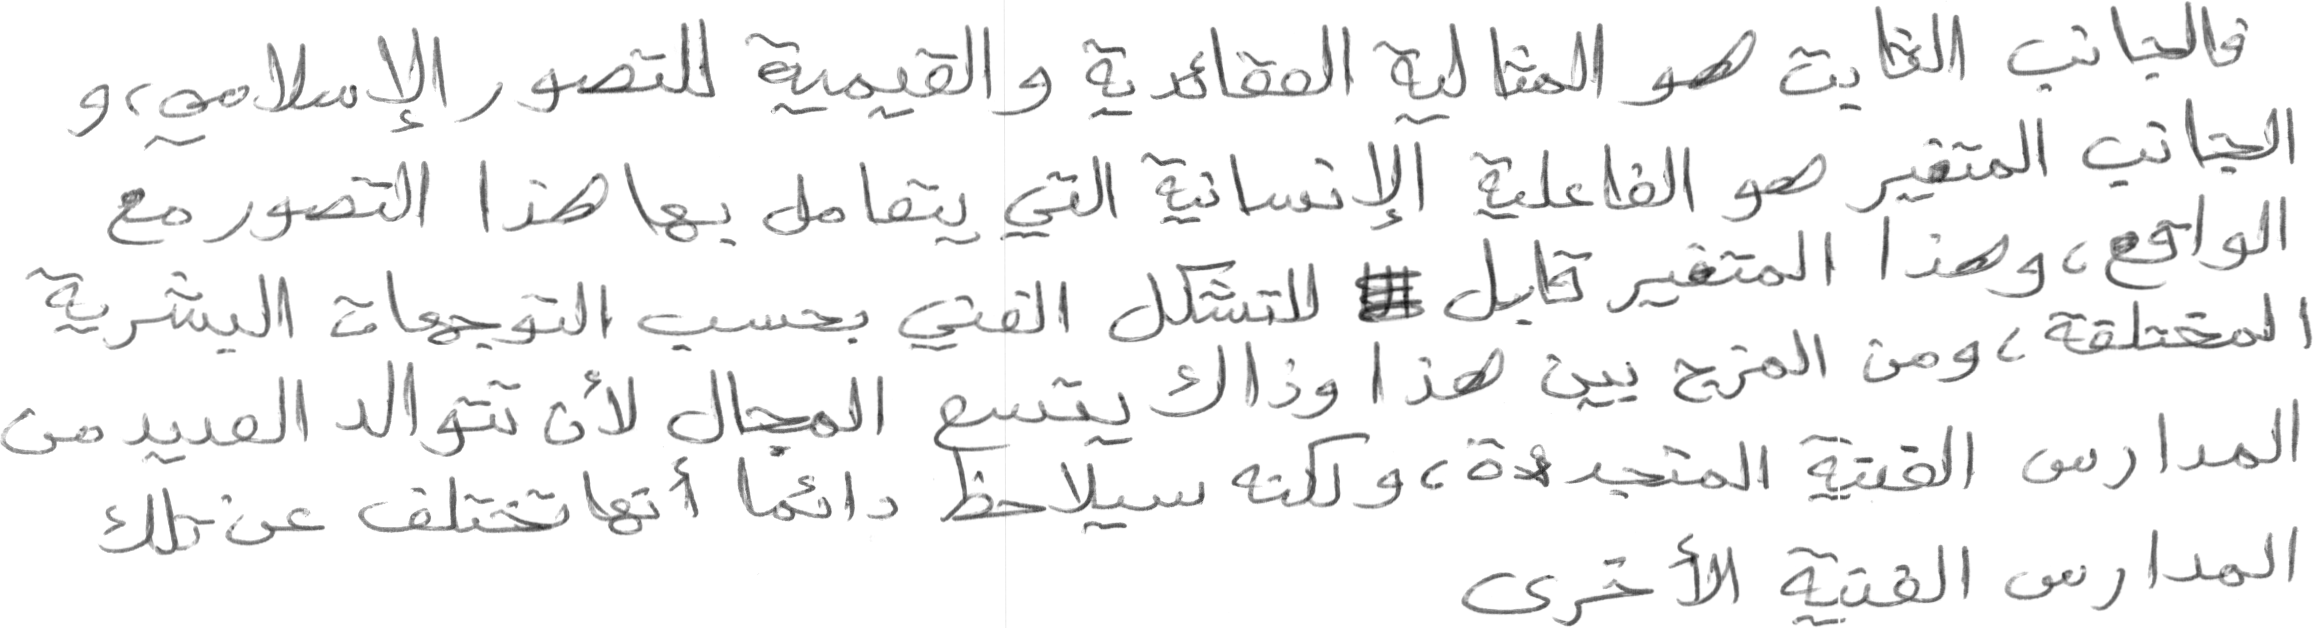 فالجانب الثابت هو المثالية العقائدية والقيمية للتصور الإسلامي، و
الجانب المتغير هو الفاعلية الإنسانية التي يتعامل بها هذا التصور مع
الواقع، وهذا المتغير قابل للتشكل الفني بحسب التوجهات البشرية
المختلفة، ومن المزج بين هذا وذاك يتسع المجال لأن تتوالد العديد من
المدارس الفنية المتجددة، ولكنه سيلاحظ دائما أنها تختلف عن تلك
المدارس الفنية الأخرى